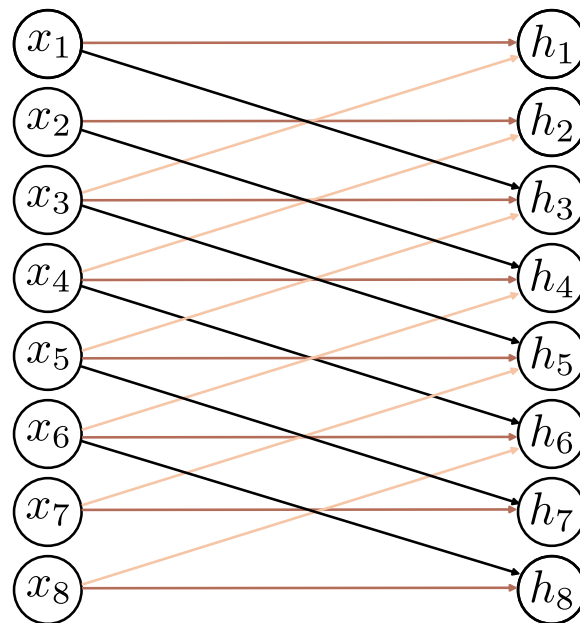 x₁ h₁
x₂ h₂
x₃ h₃
x₄ h₄
x₅ h₅
x₆ h₆
x₇ h₇
x₈ h₈